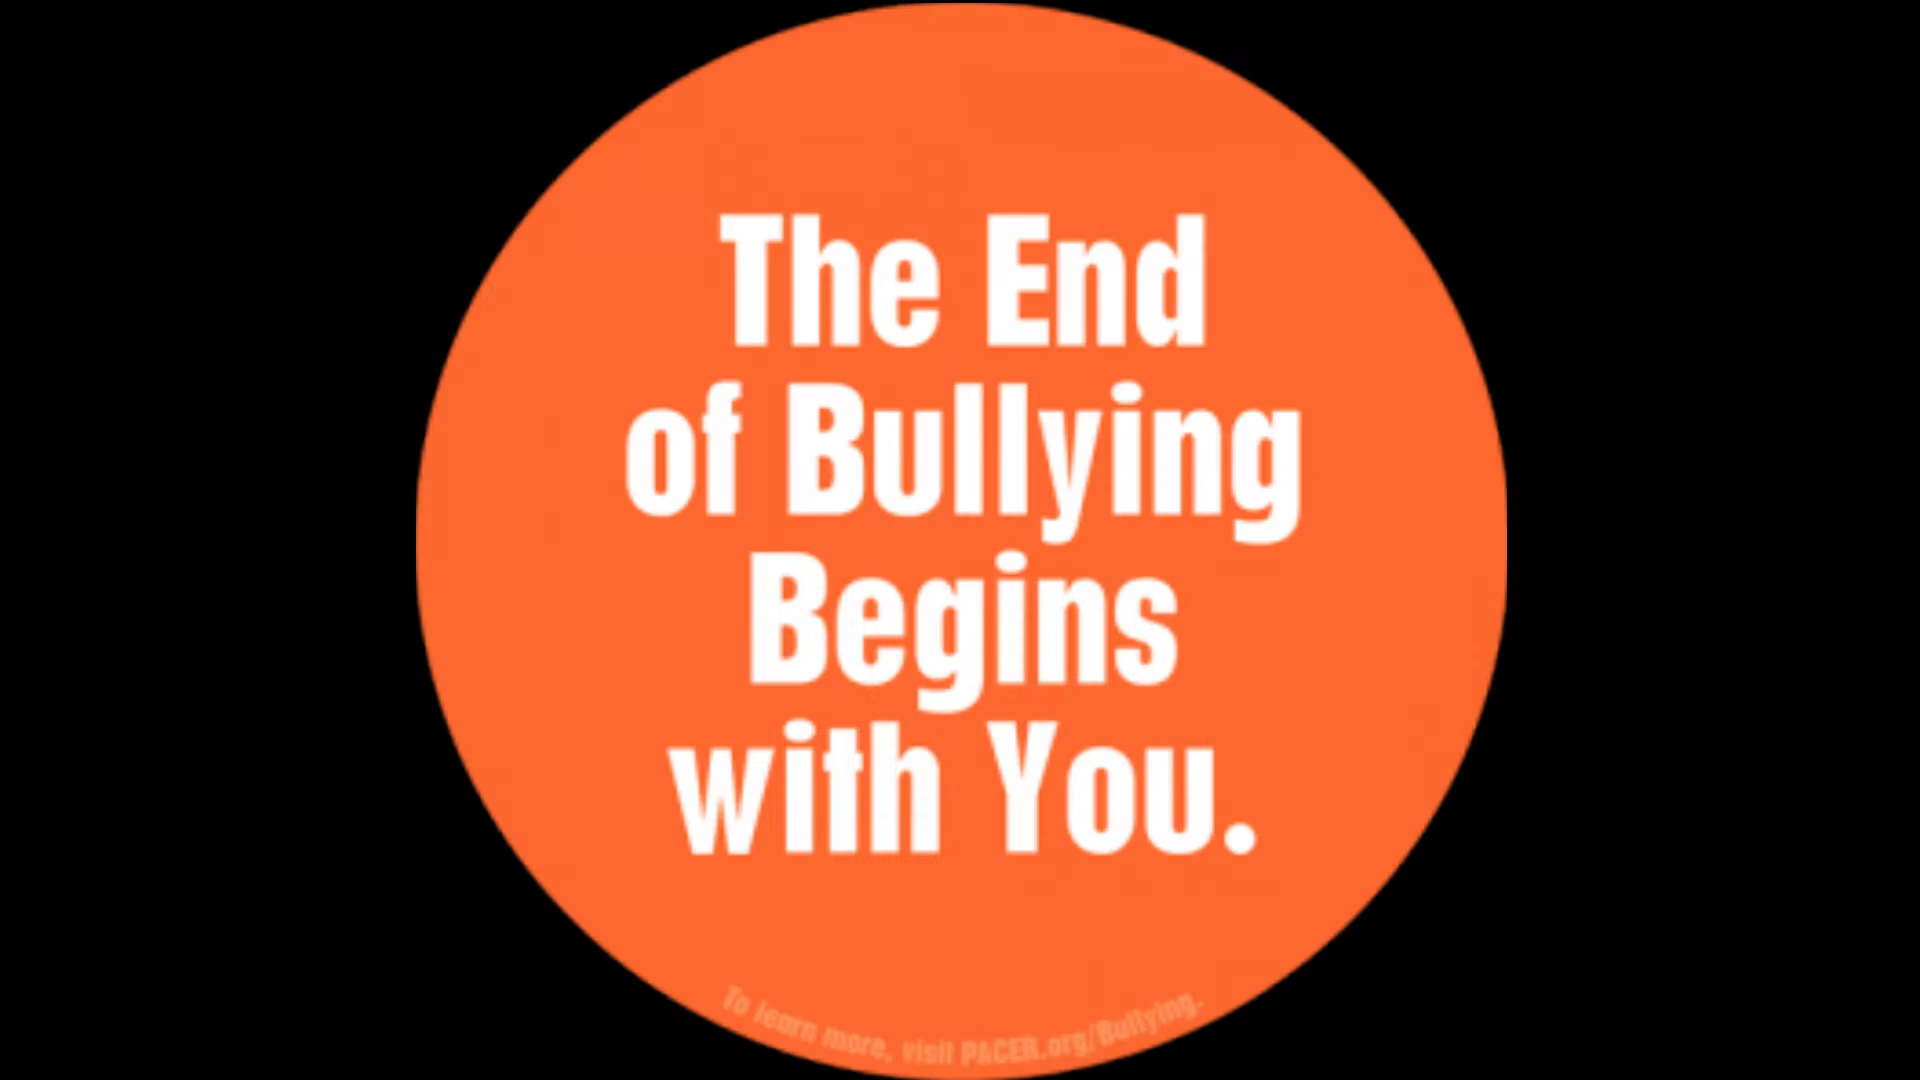 The End
of Bullying
Begins
with You.
To learn more, visit PACER.org/Bullying.